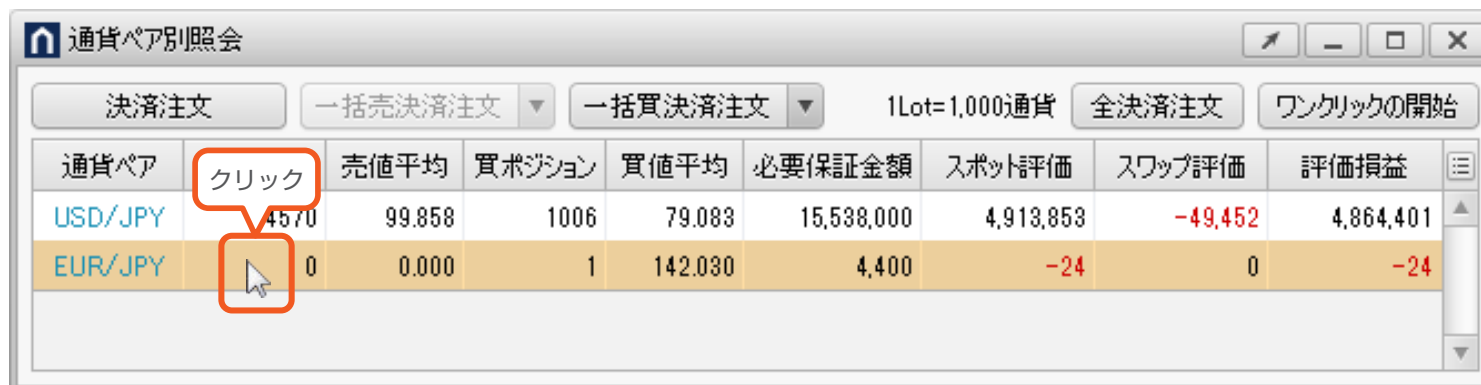 通貨ペア別照会
決済注文 一括売決済注文 一括買決済注文 1Lot=1,000通貨 全決済注文 ワンクリックの開始
通貨ペア 売値平均 買ポジション 買値平均 必要保証金額 スポット評価 スワップ評価 評価損益
クリック
USD/JPY 4570 99.858 1006 79.083 15,538,000 4,913,853 -49,452 4,864,401
EUR/JPY 0 0.000 1 142.030 4,400 -24 0 -24